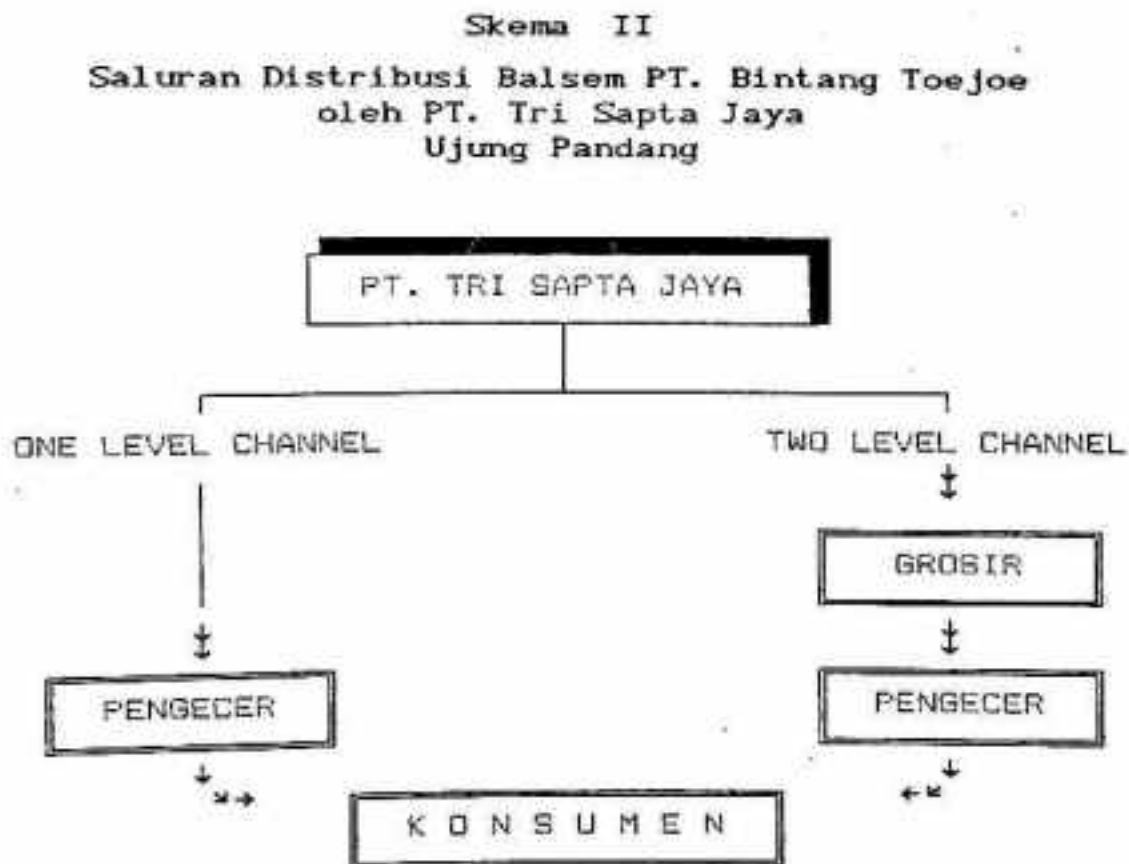 Skema II
Saluran Distribusi Balsem PT. Bintang Toejoe
oleh PT. Tri Sapta Jaya
Ujung Pandang
PT. TRI SAPTA JAYA
ONE LEVEL CHANNEL
TWO LEVEL CHANNEL
GROSIR
PENGECER
PENGECER
K O N S U M E N